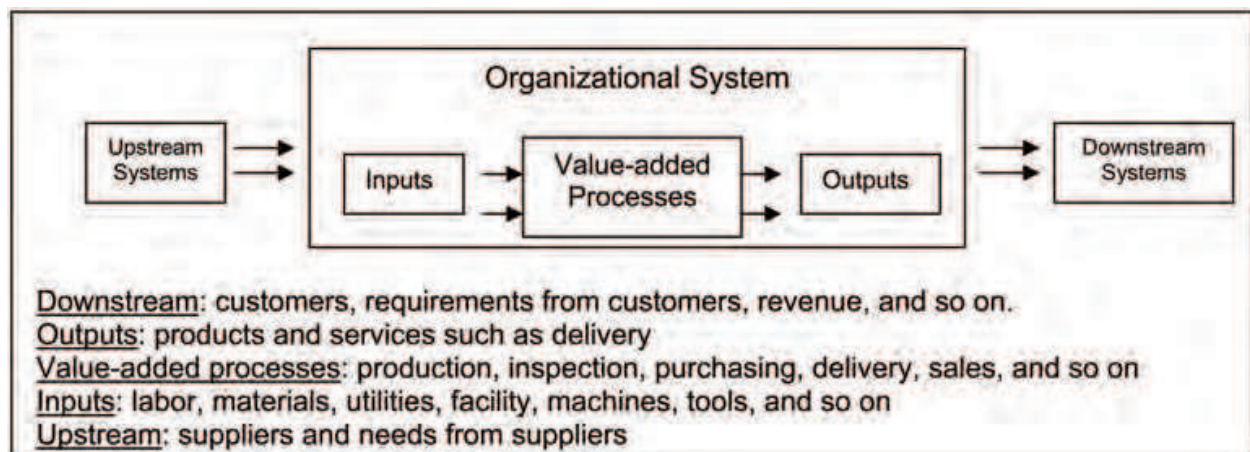 Organizational System
Upstream
Systems
Inputs
Value-added
Processes
Outputs
Downstream
Systems
Downstream: customers, requirements from customers, revenue, and so on.
Outputs: products and services such as delivery
Value-added processes: production, inspection, purchasing, delivery, sales, and so on
Inputs: labor, materials, utilities, facility, machines, tools, and so on
Upstream: suppliers and needs from suppliers